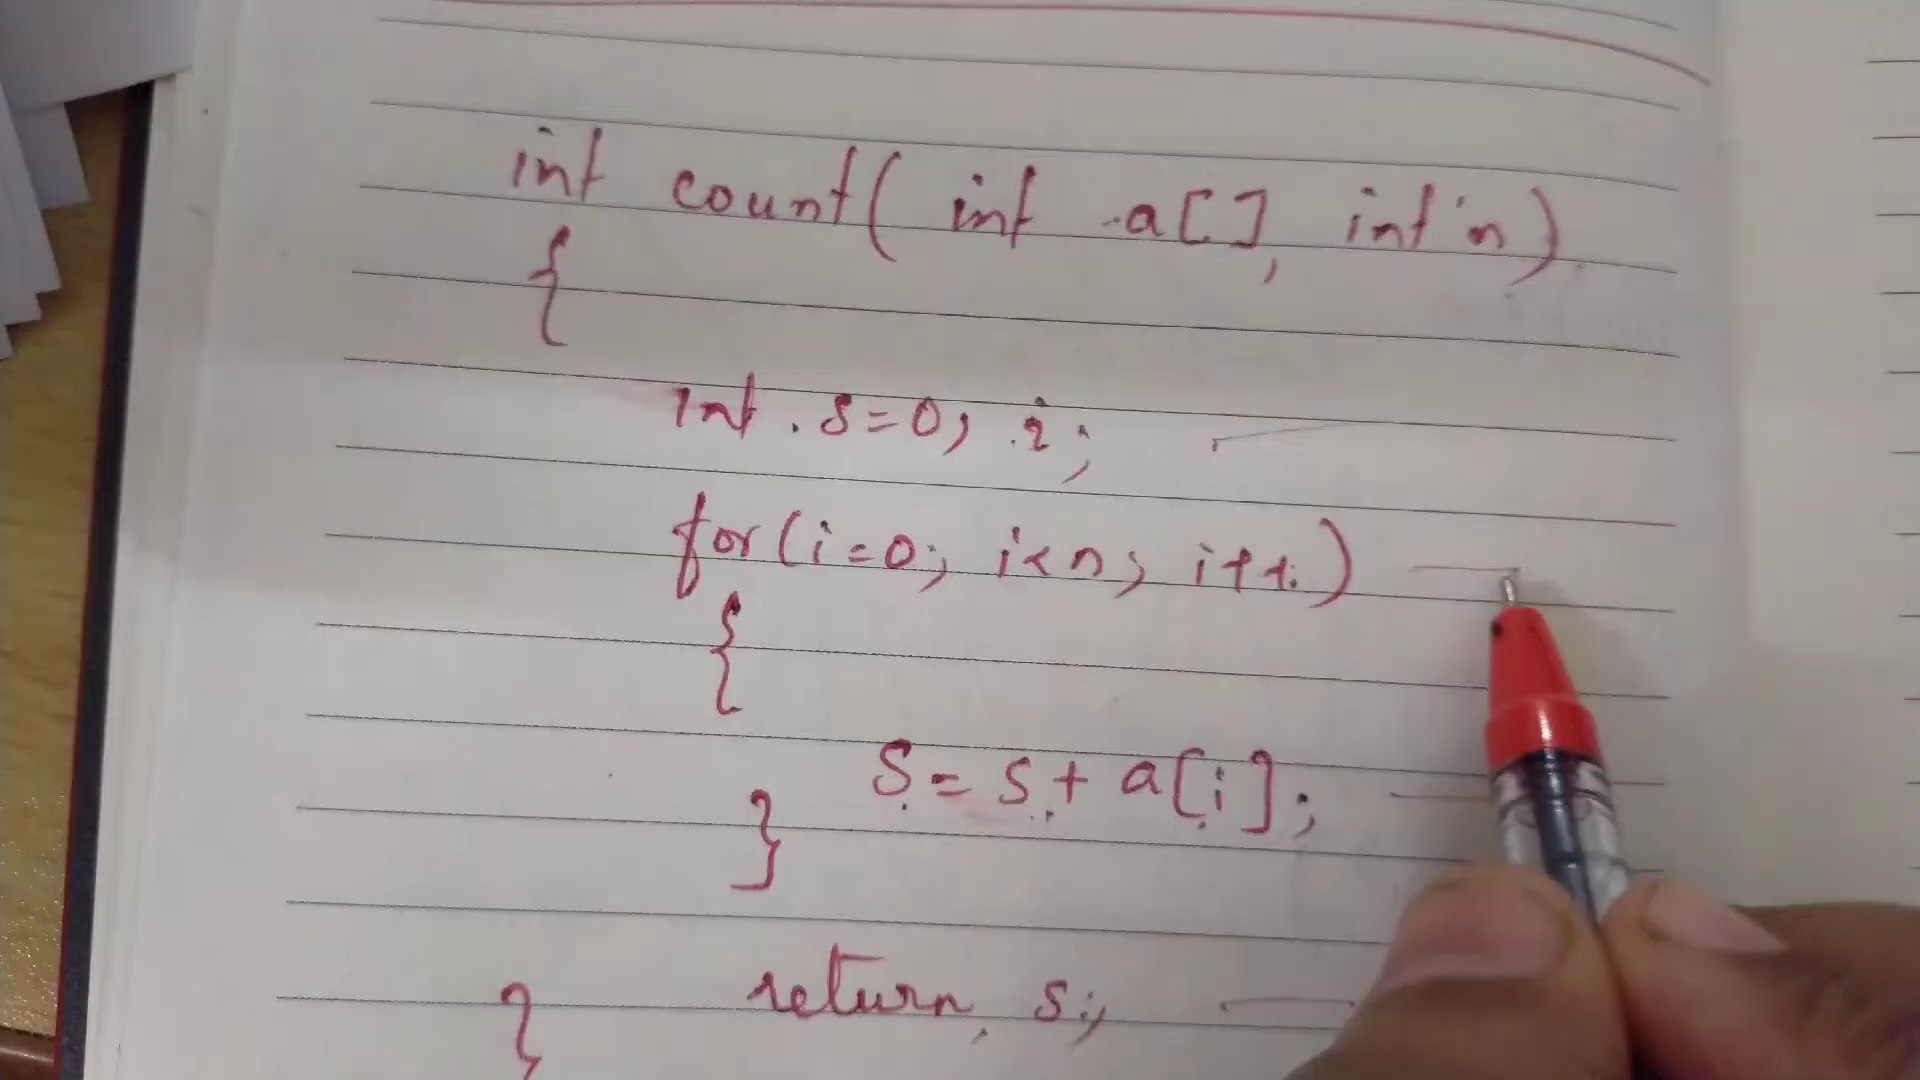 int count( int a[], int n)
{
int s=0, i;
for(i=0; i<n; i++)
{
S = s + a[i];
}
return s;
}